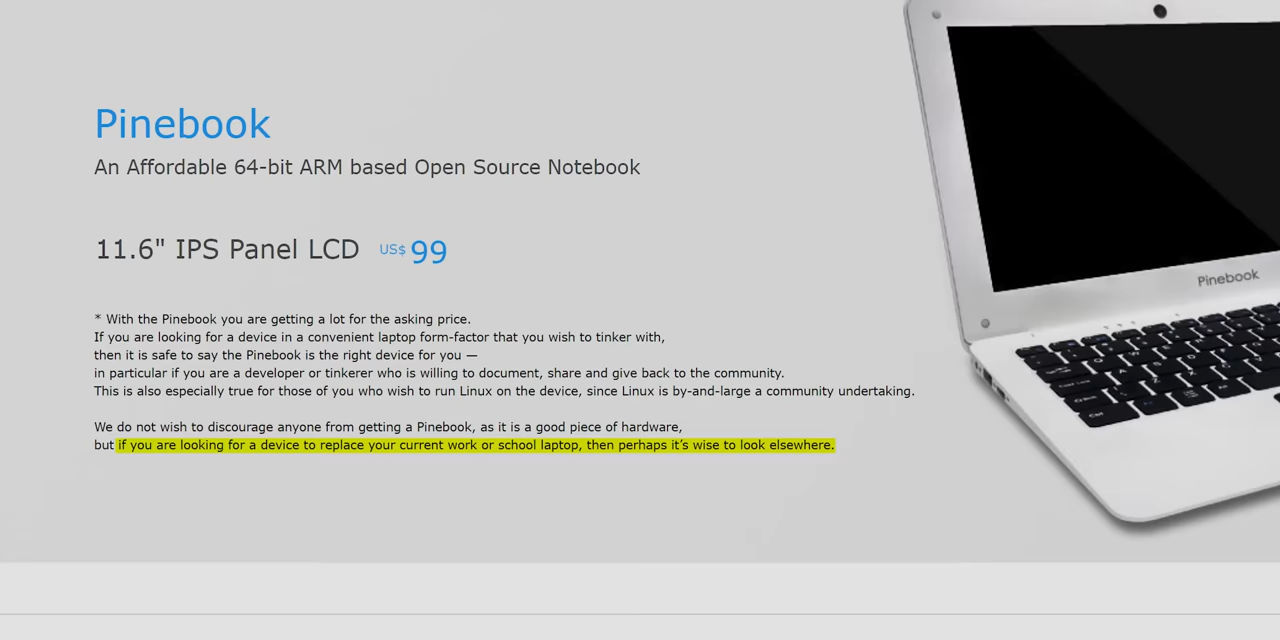 Pinebook
An Affordable 64-bit ARM based Open Source Notebook
11.6" IPS Panel LCD US$ 99
* With the Pinebook you are getting a lot for the asking price.
If you are looking for a device in a convenient laptop form-factor that you wish to tinker with,
then it is safe to say the Pinebook is the right device for you —
in particular if you are a developer or tinkerer who is willing to document, share and give back to the community.
This is also especially true for those of you who wish to run Linux on the device, since Linux is by-and-large a community undertaking.
We do not wish to discourage anyone from getting a Pinebook, as it is a good piece of hardware,
but if you are looking for a device to replace your current work or school laptop, then perhaps it’s wise to look elsewhere.
Pinebook